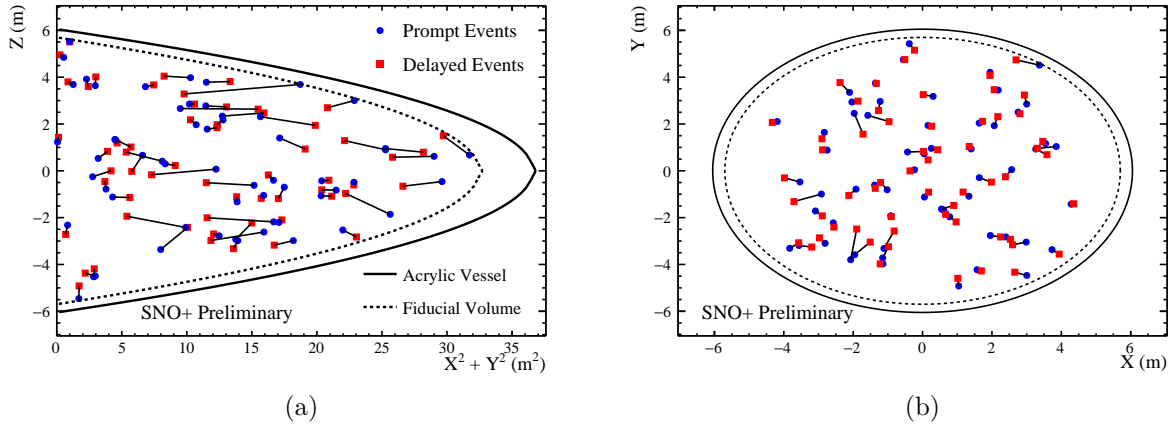 Z (m)
6
4
2
0
−2
−4
−6
Prompt Events
Delayed Events
Acrylic Vessel
Fiducial Volume
SNO+ Preliminary
0 5 10 15 20 25 30 35
X² + Y² (m²)
(a)
Y (m)
6
4
2
0
−2
−4
−6
SNO+ Preliminary
−6 −4 −2 0 2 4 6
X (m)
(b)